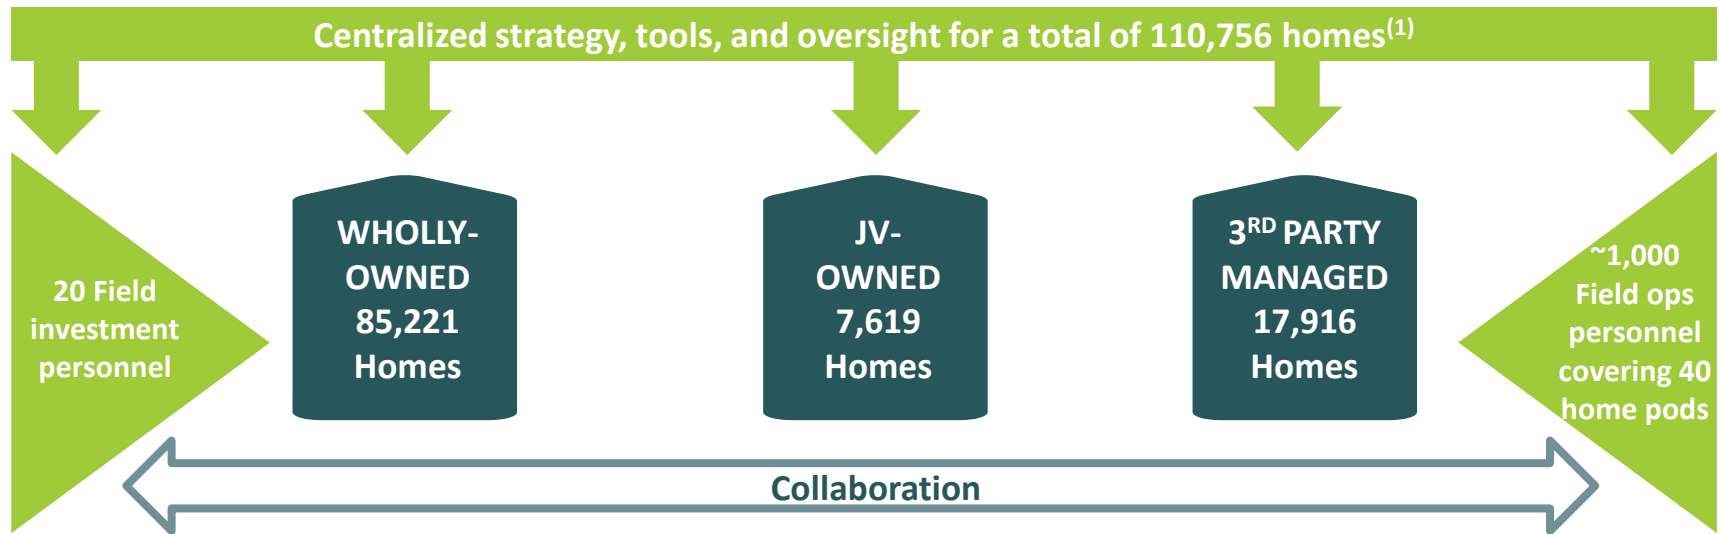 Centralized strategy, tools, and oversight for a total of 110,756 homes(1)
20 Field
investment
personnel
WHOLLY-
OWNED
85,221
Homes
JV-
OWNED
7,619
Homes
3RD PARTY
MANAGED
17,916
Homes
~1,000
Field ops
personnel
covering 40
home pods
Collaboration